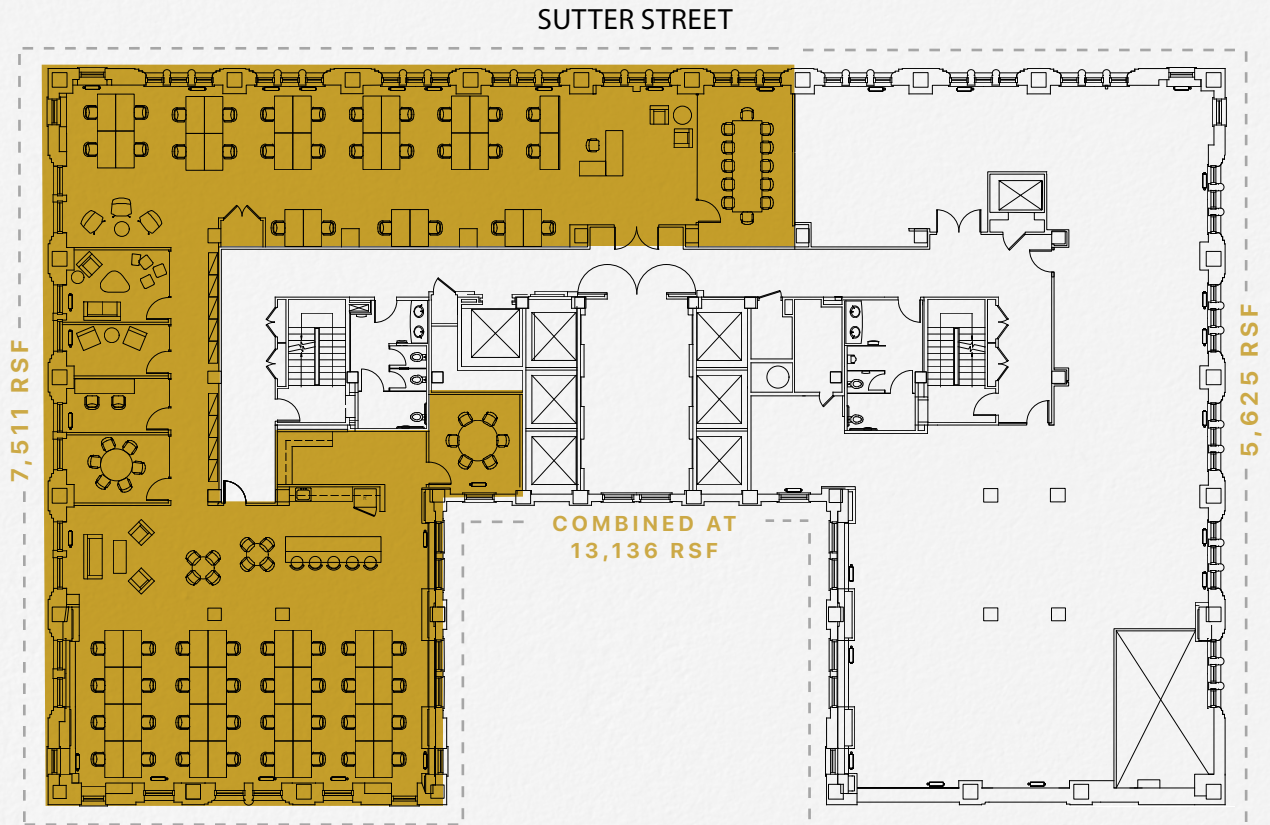 SUTTER STREET
7,511 RSF
5,625 RSF
COMBINED AT
13,136 RSF